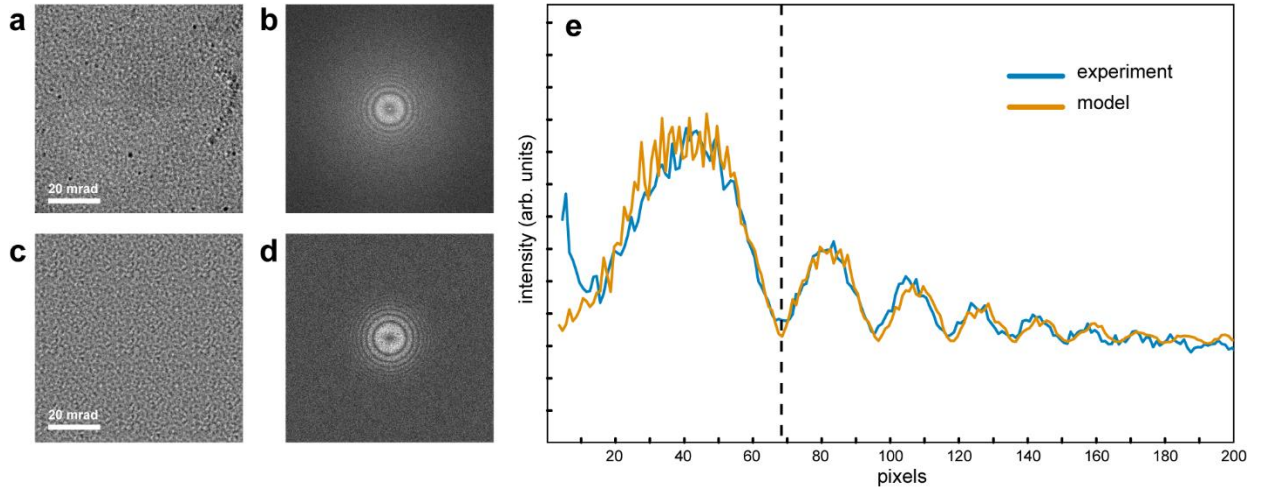 a
b
20 mrad
c
d
20 mrad
e
experiment
model
intensity (arb. units)
20 40 60 80 100 120 140 160 180 200
pixels